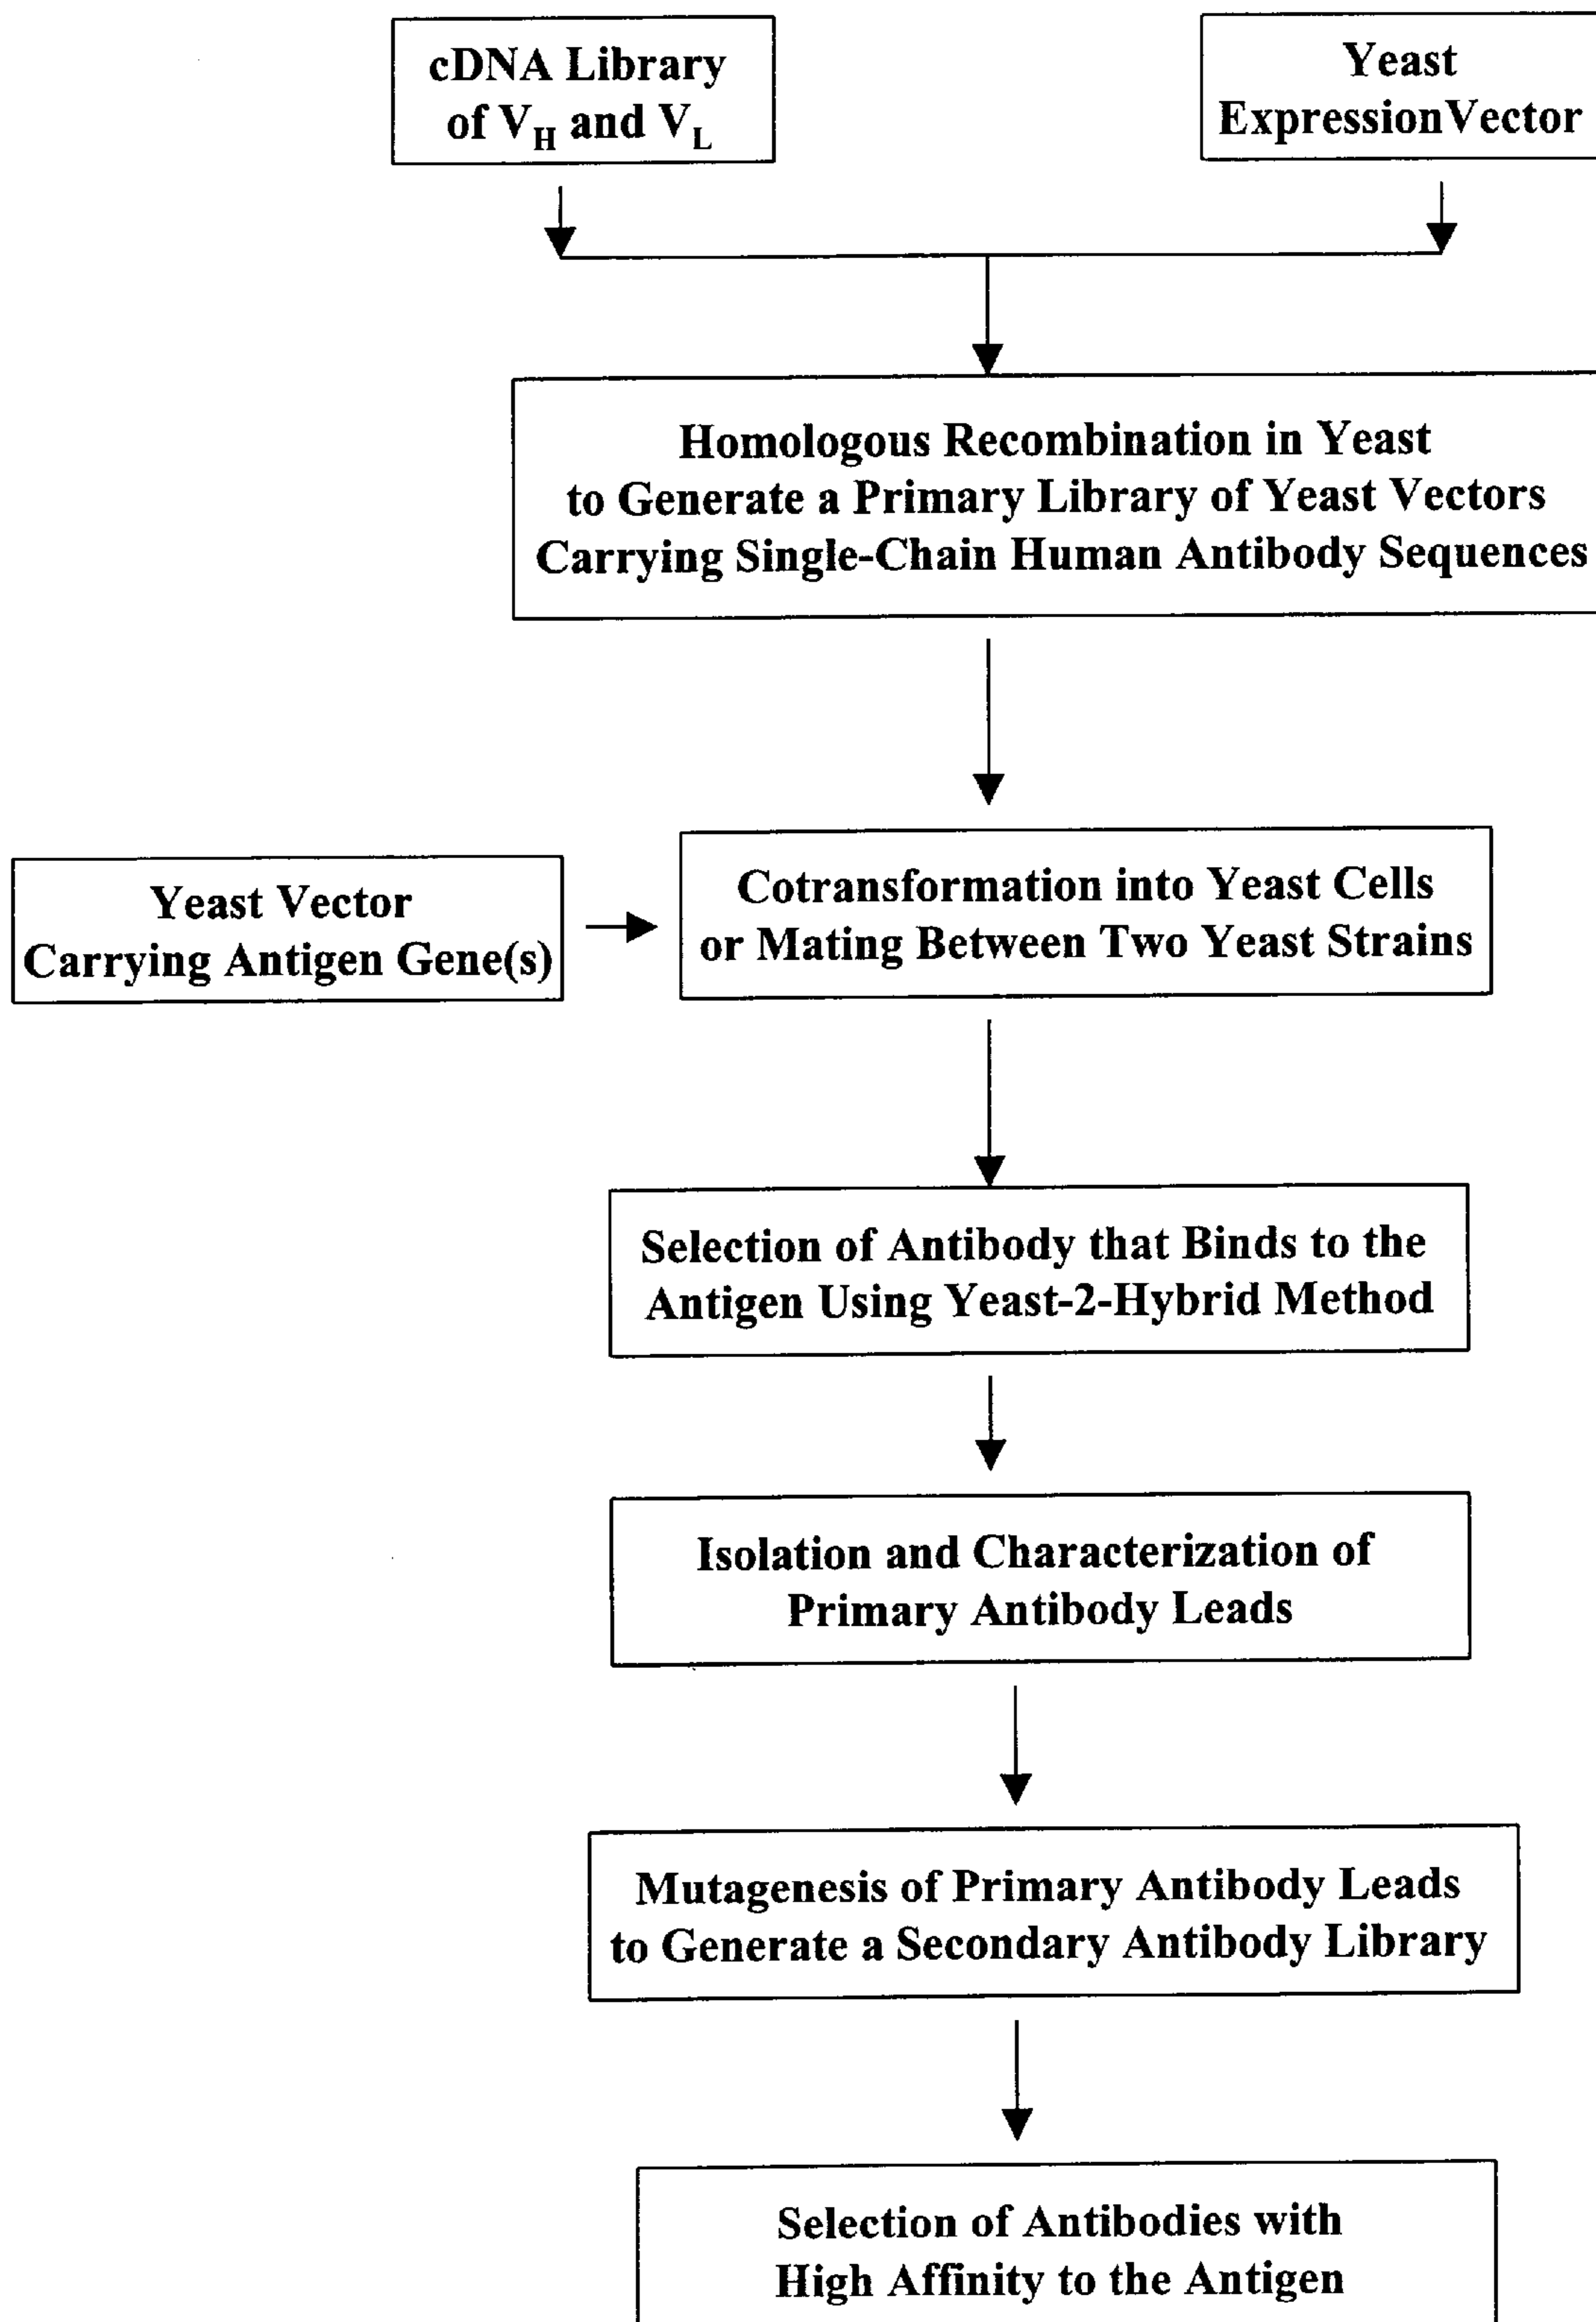 cDNA Library
of VH and VL
Yeast
ExpressionVector
Homologous Recombination in Yeast
to Generate a Primary Library of Yeast Vectors
Carrying Single-Chain Human Antibody Sequences
Yeast Vector
Carrying Antigen Gene(s)
Cotransformation into Yeast Cells
or Mating Between Two Yeast Strains
Selection of Antibody that Binds to the
Antigen Using Yeast-2-Hybrid Method
Isolation and Characterization of
Primary Antibody Leads
Mutagenesis of Primary Antibody Leads
to Generate a Secondary Antibody Library
Selection of Antibodies with
High Affinity to the Antigen